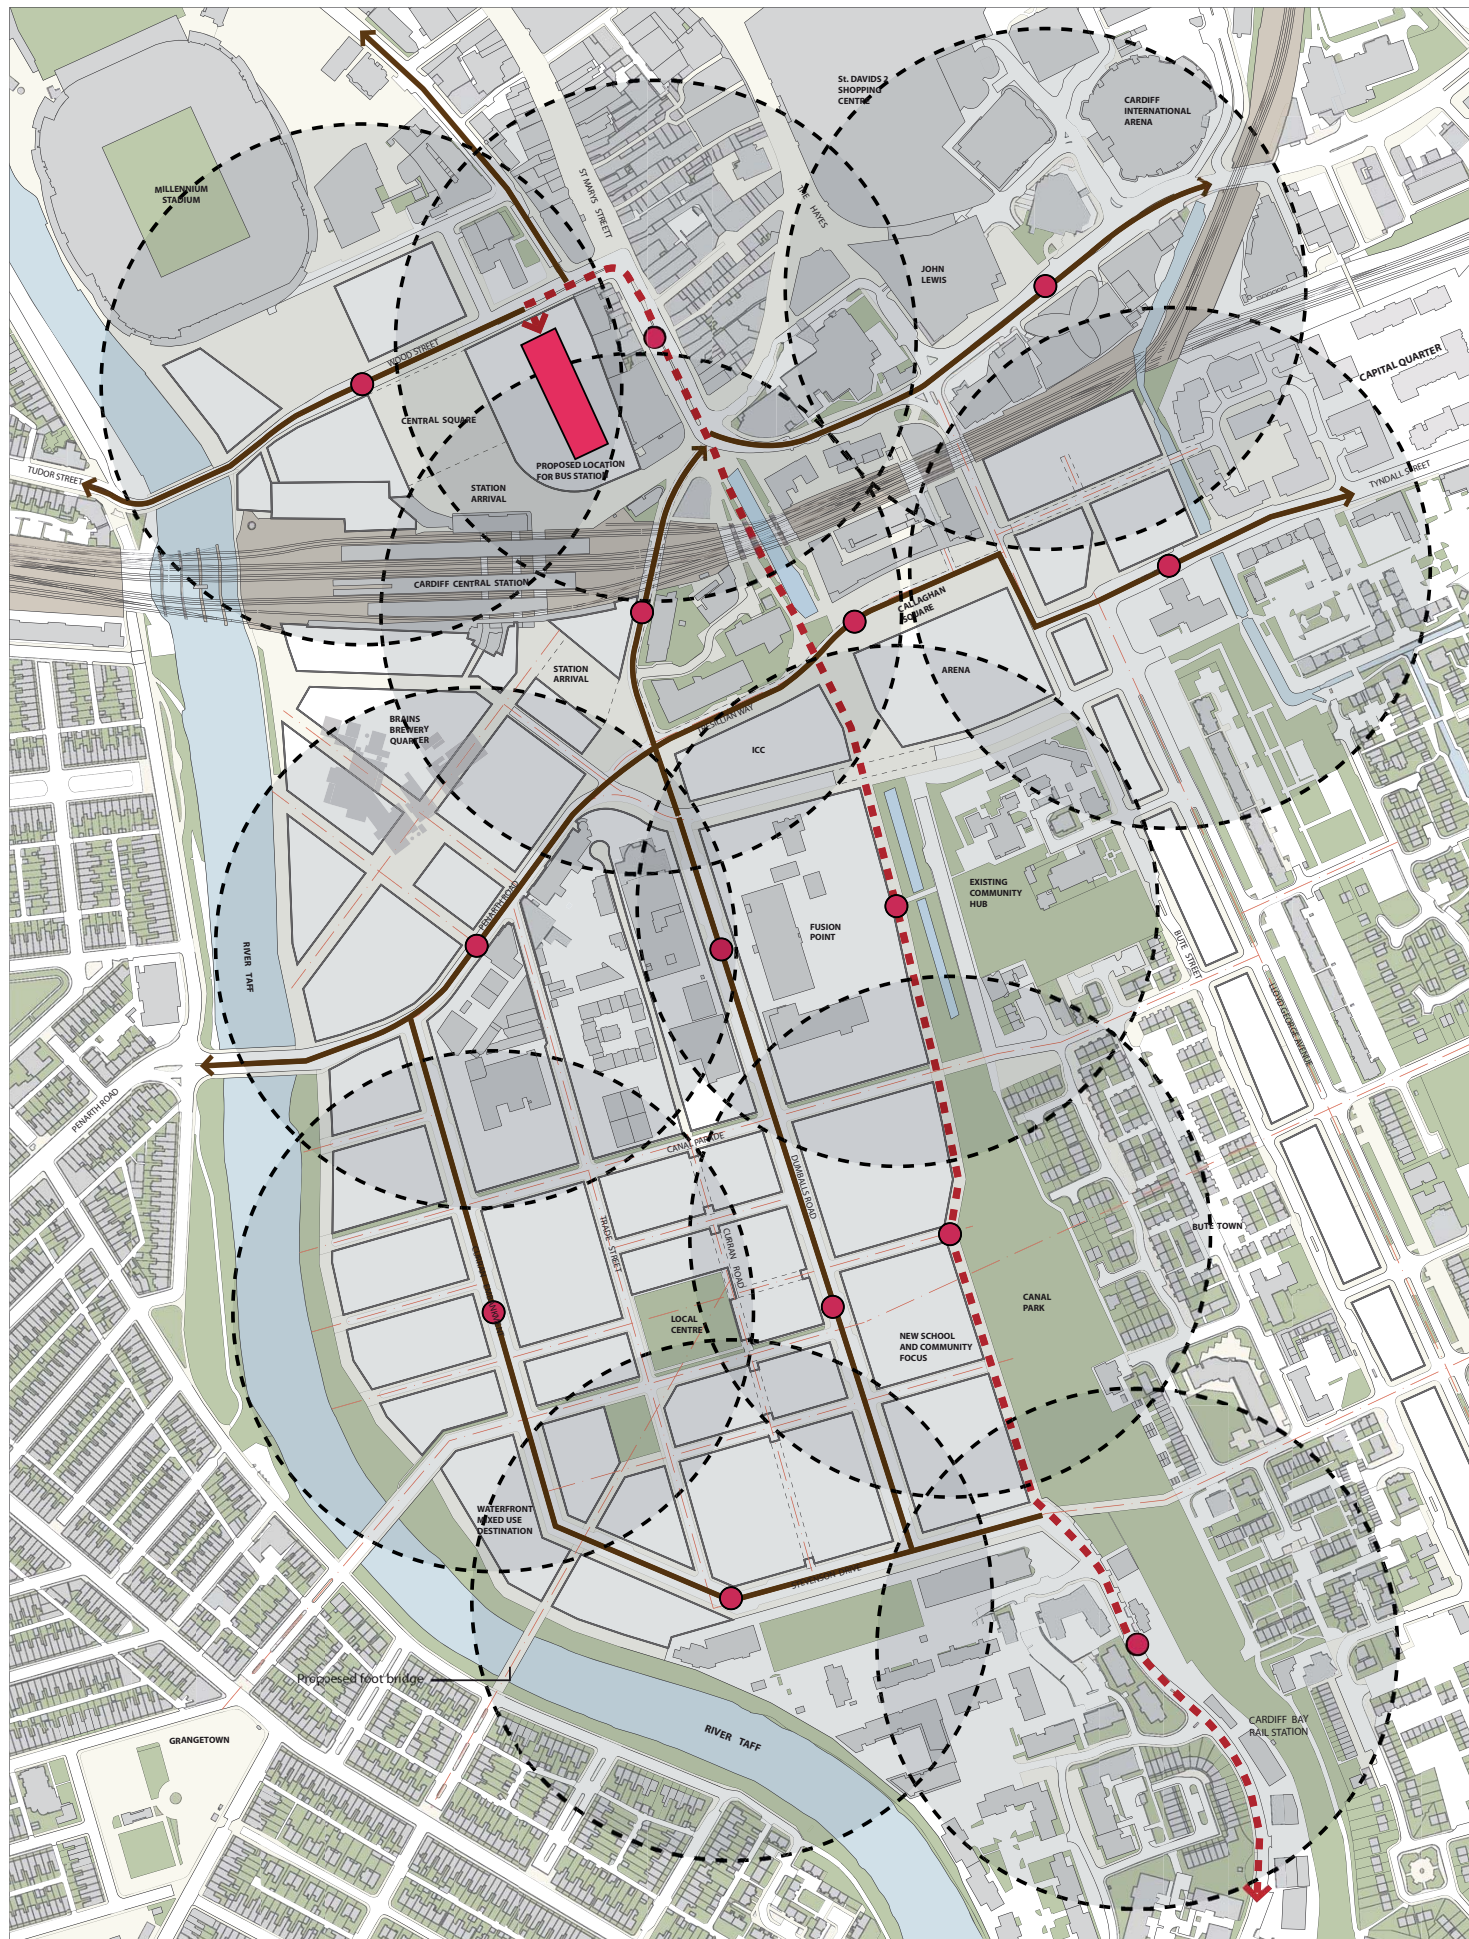 St. DAVIDS 2
SHOPPING
CENTRE
CARDIFF
INTERNATIONAL
ARENA
MILLENNIUM
STADIUM
ST MARYS STREETT
THE HAYES
JOHN
LEWIS
WOOD STREET
CAPITAL QUARTER
CENTRAL SQUARE
PROPOSED LOCATION
FOR BUS STATION
TUDOR STREET
STATION
ARRIVAL
TYNDALL STREET
CARDIFF CENTRAL STATION
CALLAGHAN
SQUARE
STATION
ARRIVAL
ARENA
BRAINS
BREWERY
QUARTER
ICC
PENARTH ROAD
EXISTING
COMMUNITY
HUB
FUSION
POINT
RIVER TAFF
BUTE STREET
LLOYD GEORGE AVENUE
PENARTH ROAD
CANAL PARADE
DUMBALLS ROAD
TRADE STREET
CURRAN ROAD
BUTE TOWN
CANAL
PARK
LOCAL
CENTRE
NEW SCHOOL
AND COMMUNITY
FOCUS
WATERFRONT
MIXED USE
DESTINATION
Proppesed foot bridge
RIVER TAFF
CARDIFF BAY
RAIL STATION
GRANGETOWN